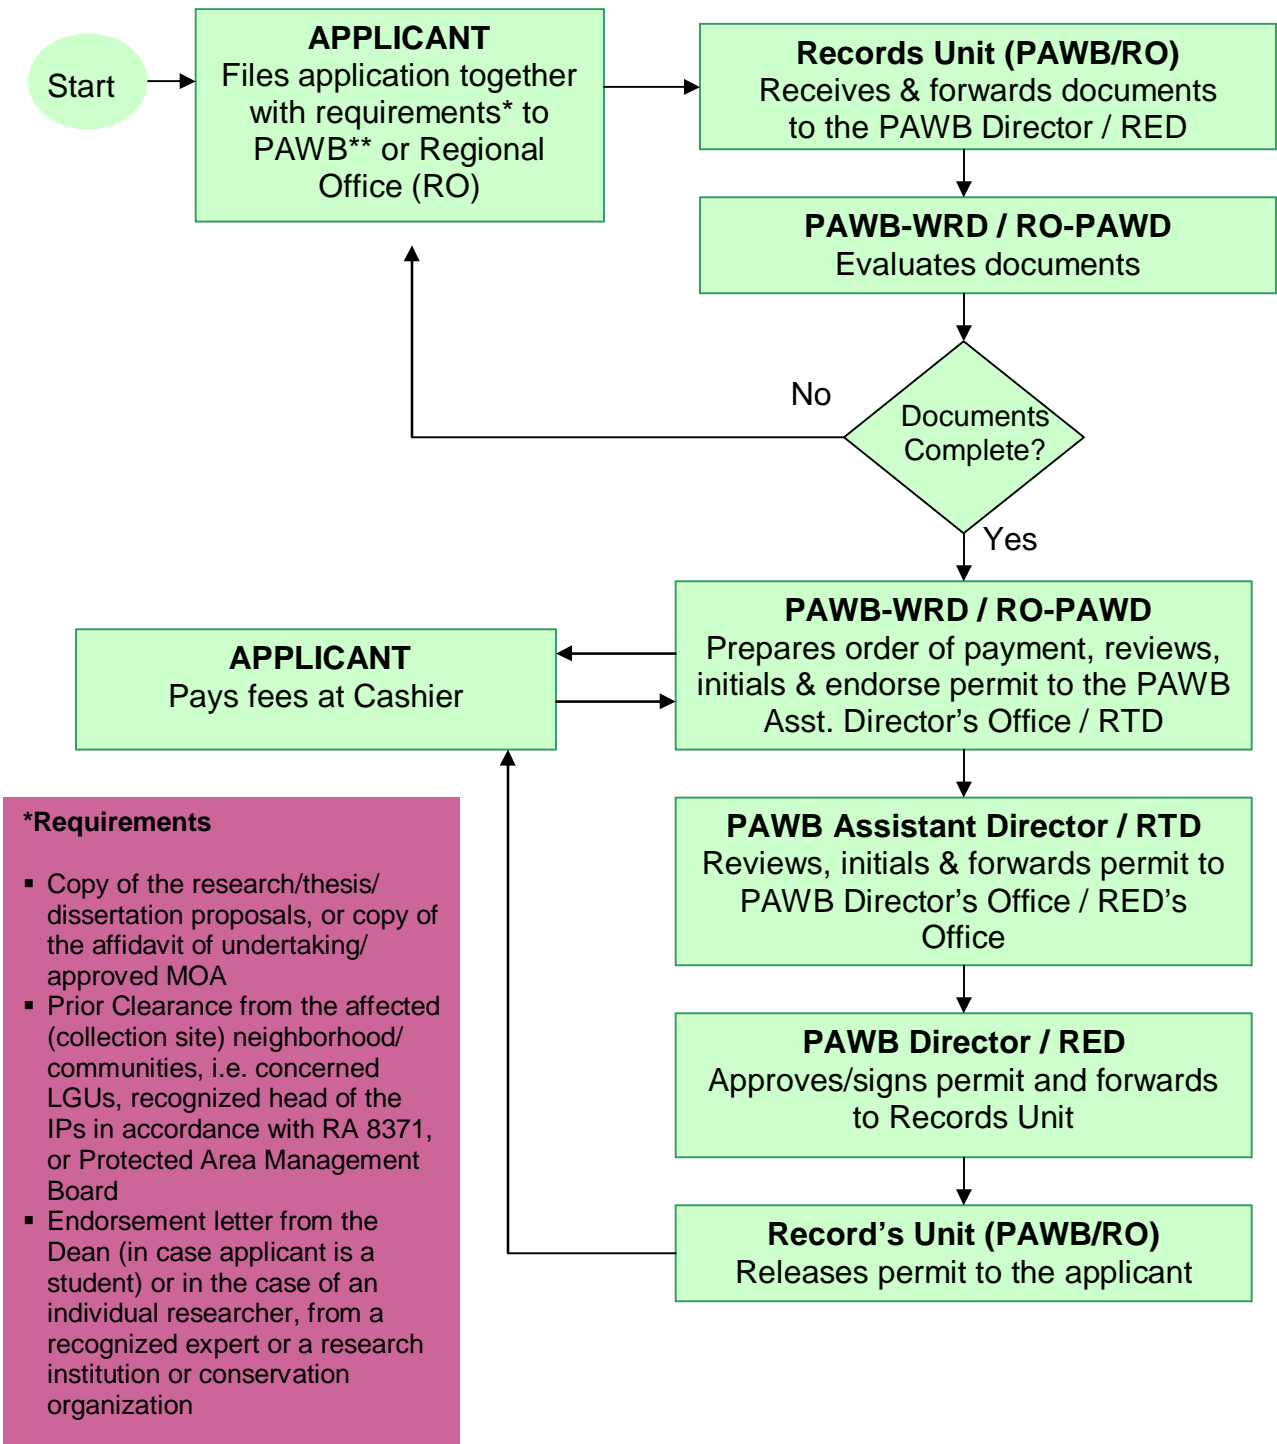 Start
APPLICANT
Files application together
with requirements* to
PAWB** or Regional
Office (RO)
Records Unit (PAWB/RO)
Receives & forwards documents
to the PAWB Director / RED
PAWB-WRD / RO-PAWD
Evaluates documents
No
Documents
Complete?
Yes
PAWB-WRD / RO-PAWD
Prepares order of payment, reviews,
initials & endorse permit to the PAWB
Asst. Director’s Office / RTD
APPLICANT
Pays fees at Cashier
PAWB Assistant Director / RTD
Reviews, initials & forwards permit to
PAWB Director’s Office / RED’s
Office
PAWB Director / RED
Approves/signs permit and forwards
to Records Unit
Record’s Unit (PAWB/RO)
Releases permit to the applicant
*Requirements
▪ Copy of the research/thesis/
dissertation proposals, or copy of
the affidavit of undertaking/
approved MOA
▪ Prior Clearance from the affected
(collection site) neighborhood/
communities, i.e. concerned
LGUs, recognized head of the
IPs in accordance with RA 8371,
or Protected Area Management
Board
▪ Endorsement letter from the
Dean (in case applicant is a
student) or in the case of an
individual researcher, from a
recognized expert or a research
institution or conservation
organization